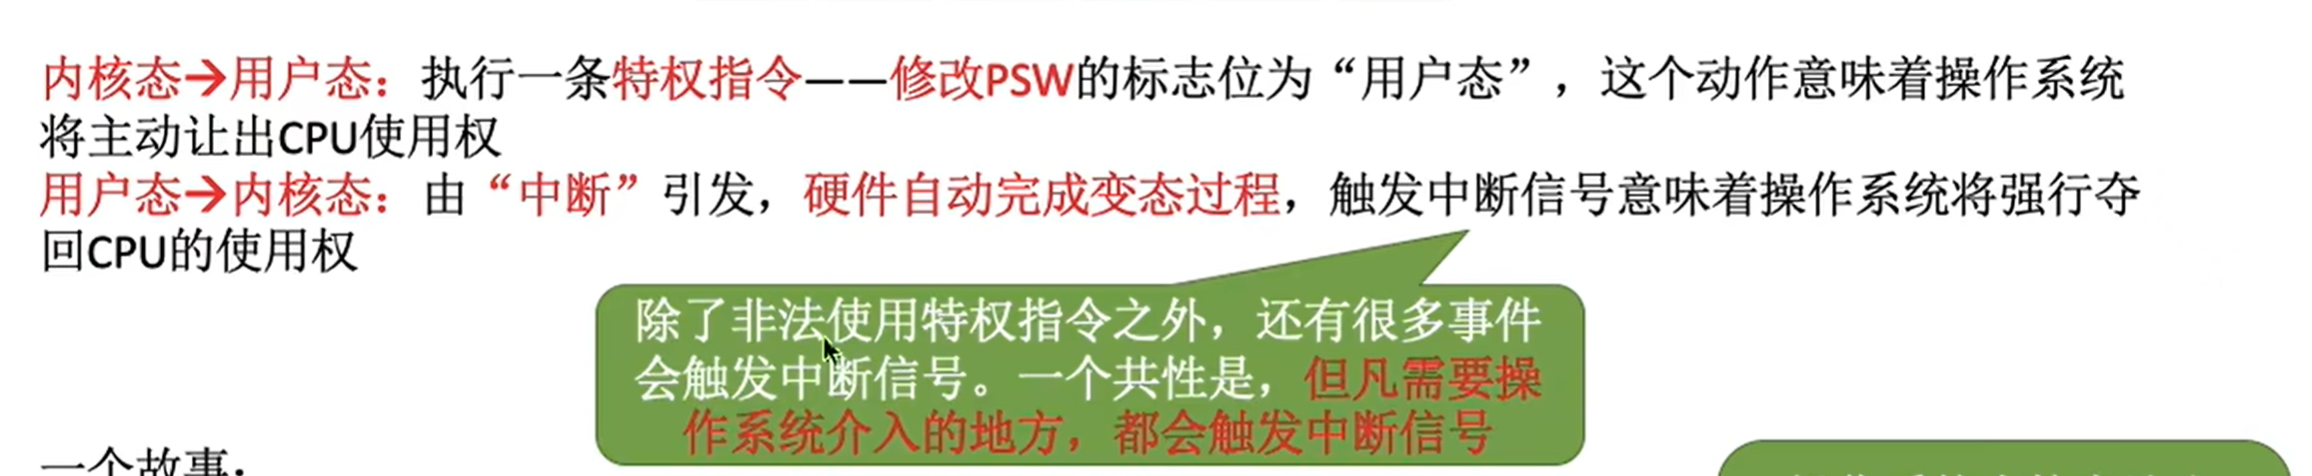 内核态→用户态：执行一条特权指令——修改PSW的标志位为“用户态”，这个动作意味着操作系统
将主动让出CPU使用权
用户态→内核态：由“中断”引发，硬件自动完成变态过程，触发中断信号意味着操作系统将强行夺
回CPU的使用权
除了非法使用特权指令之外，还有很多事件
会触发中断信号。一个共性是，但凡需要操
作系统介入的地方，都会触发中断信号
一个故事：